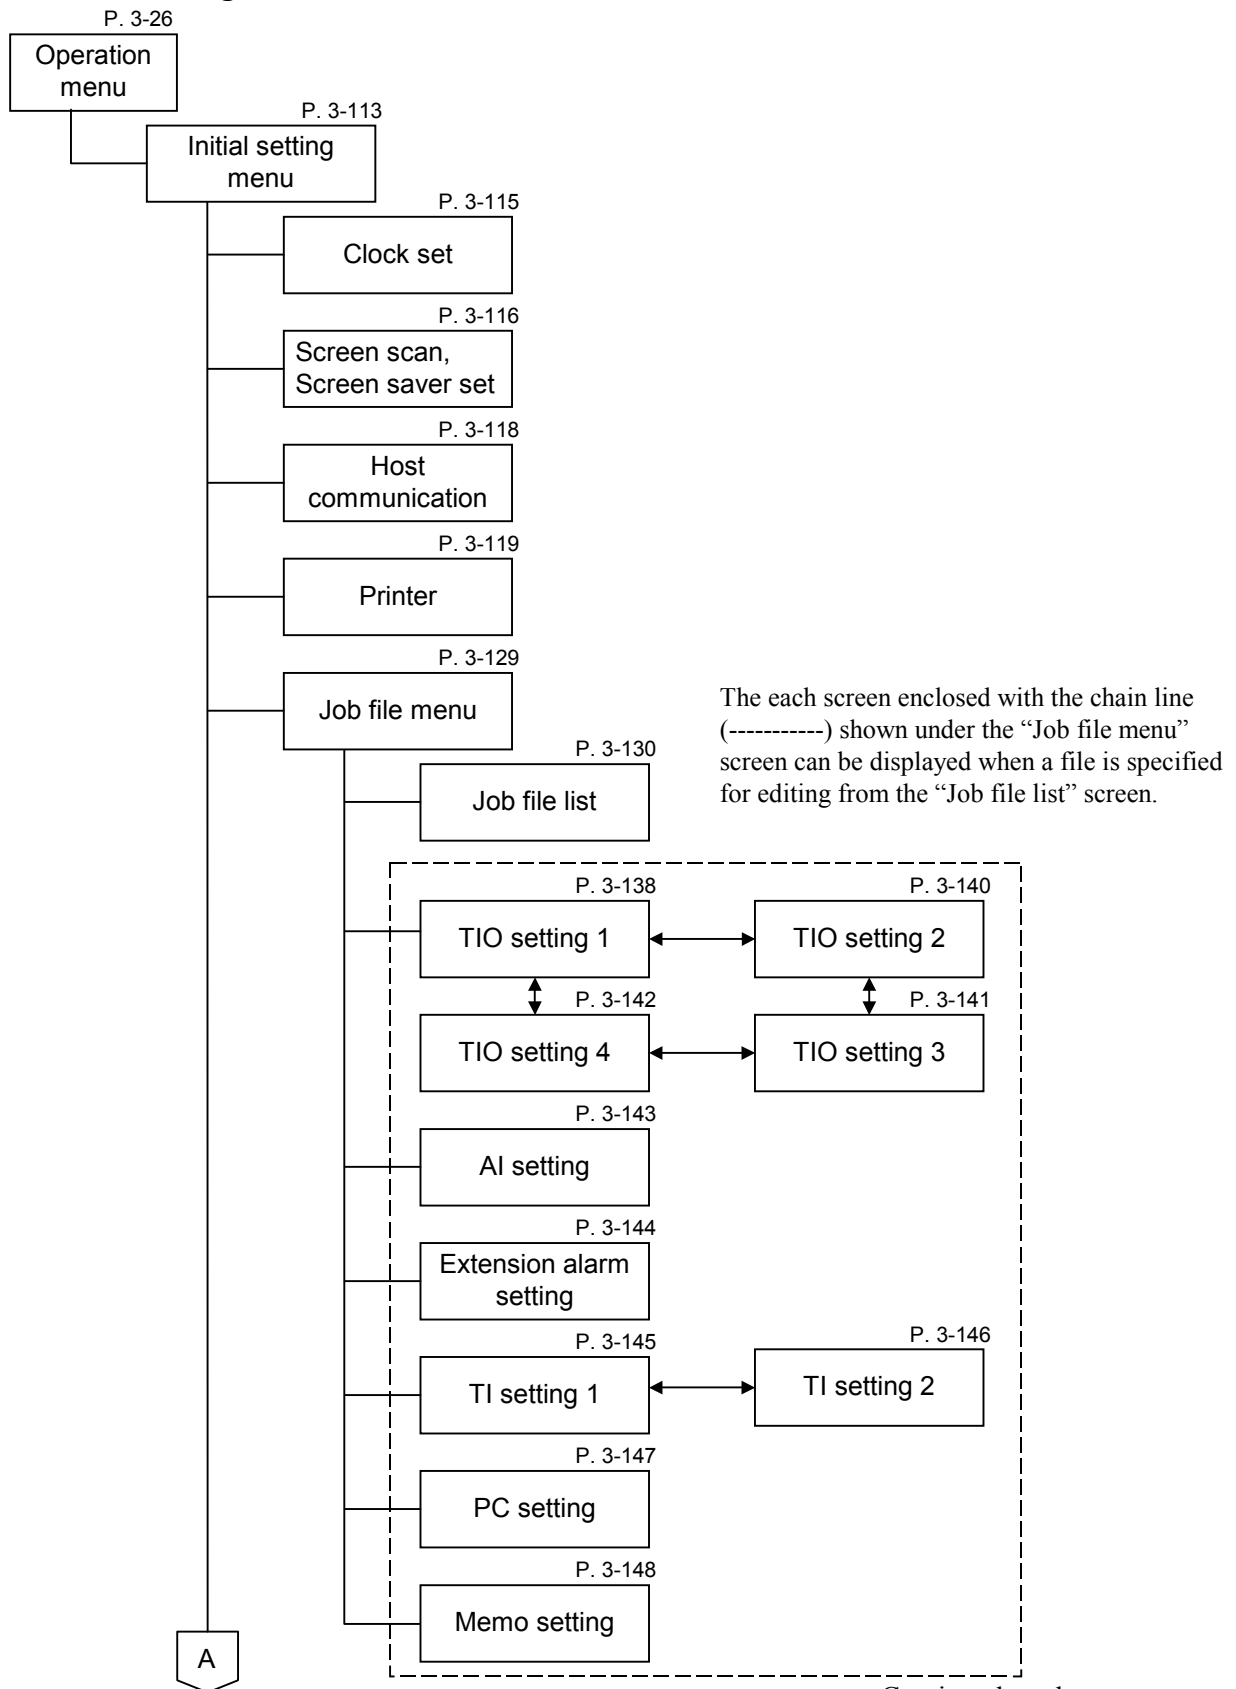 P. 3-26
Operation
menu
P. 3-113
Initial setting
menu
P. 3-115
Clock set
P. 3-116
Screen scan,
Screen saver set
P. 3-118
Host
communication
P. 3-119
Printer
P. 3-129
Job file menu
The each screen enclosed with the chain line
(-----------) shown under the “Job file menu”
screen can be displayed when a file is specified
for editing from the “Job file list” screen.
P. 3-130
Job file list
P. 3-138
TIO setting 1
P. 3-140
TIO setting 2
P. 3-142
TIO setting 4
P. 3-141
TIO setting 3
P. 3-143
AI setting
P. 3-144
Extension alarm
setting
P. 3-145
TI setting 1
P. 3-146
TI setting 2
P. 3-147
PC setting
P. 3-148
Memo setting
A